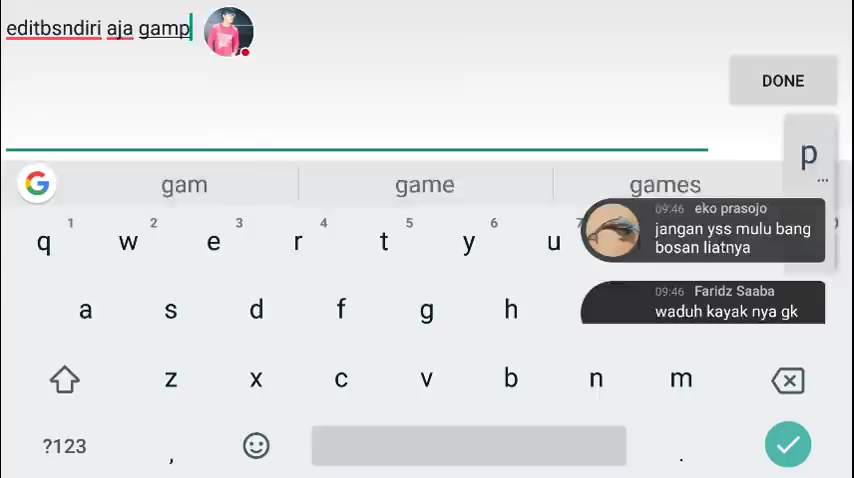 editbsndiri aja gamp
DONE
p
...
gam game games
1 2 3 4 5 6 7
q w e r t y u
09:46 eko prasojo
jangan yss mulu bang
bosan liatnya
09:46 Faridz Saaba
waduh kayak nya gk
a s d f g h
z x c v b n m
?123 , .